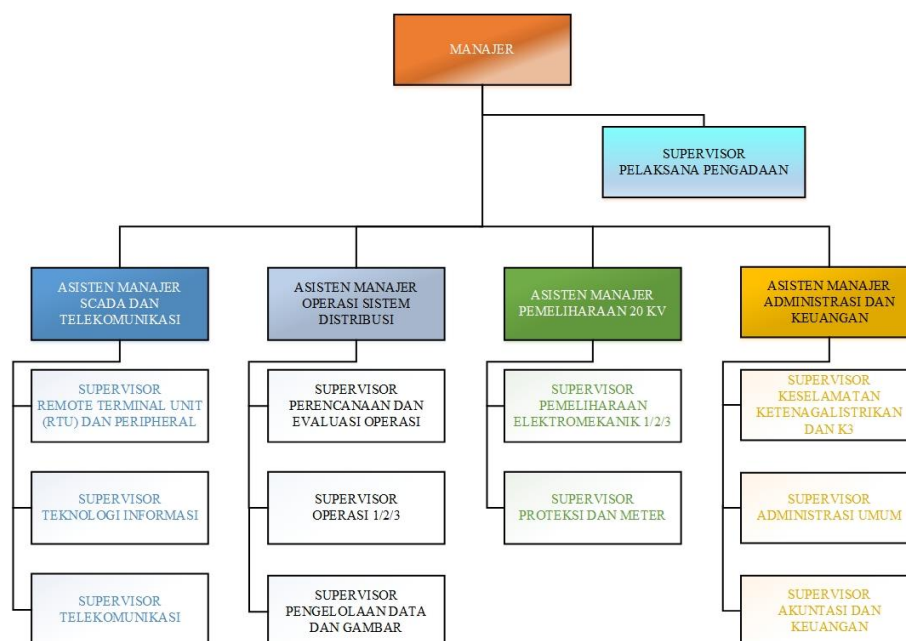 MANAJER
SUPERVISOR
PELAKSANA PENGADAAN
ASISTEN MANAJER
SCADA DAN
TELEKOMUNIKASI
SUPERVISOR
REMOTE TERMINAL UNIT
(RTU) DAN PERIPHERAL
SUPERVISOR
TEKNOLOGI INFORMASI
SUPERVISOR
TELEKOMUNIKASI
ASISTEN MANAJER
OPERASI SISTEM
DISTRIBUSI
SUPERVISOR
PERENCANAAN DAN
EVALUASI OPERASI
SUPERVISOR
OPERASI 1/2/3
SUPERVISOR
PENGELOLAAN DATA
DAN GAMBAR
ASISTEN MANAJER
PEMELIHARAAN 20 KV
SUPERVISOR
PEMELIHARAAN
ELEKTROMEKANIK 1/2/3
SUPERVISOR
PROTEKSI DAN METER
ASISTEN MANAJER
ADMINISTRASI DAN
KEUANGAN
SUPERVISOR
KESELAMATAN
KETENAGALISTRIKAN
DAN K3
SUPERVISOR
ADMINISTRASI UMUM
SUPERVISOR
AKUNTASI DAN
KEUANGAN